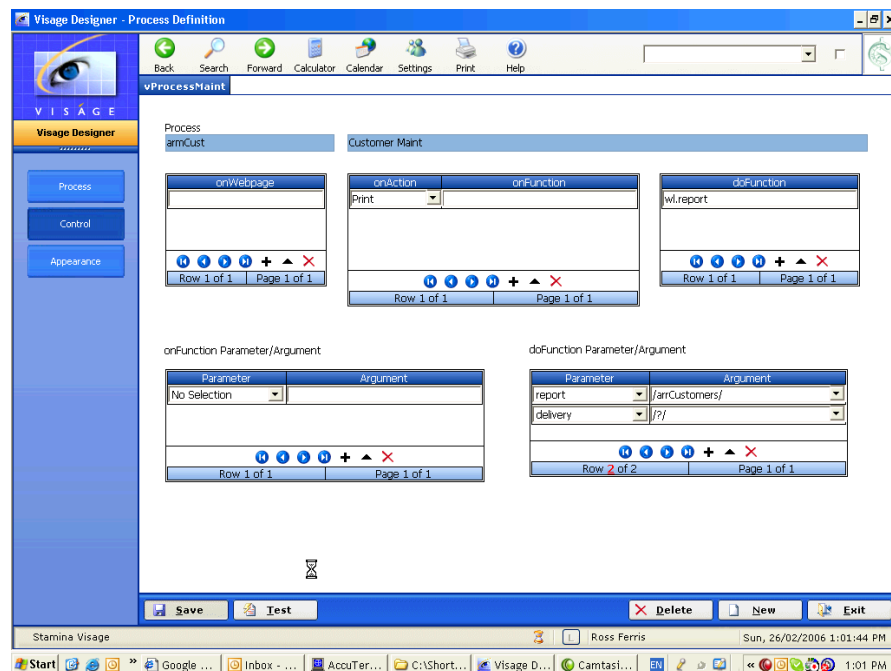 Visage Designer - Process Definition
Back Search Forward Calculator Calendar Settings Print Help
vProcessMaint
VISÁGE
Visage Designer
Process
Control
Appearance
Process
armCust Customer Maint
onWebpage
Row 1 of 1 Page 1 of 1
onAction onFunction
Print
Row 1 of 1 Page 1 of 1
doFunction
wl.report
Row 1 of 1 Page 1 of 1
onFunction Parameter/Argument
Parameter Argument
No Selection
Row 1 of 1 Page 1 of 1
doFunction Parameter/Argument
Parameter Argument
report /arrCustomers/
delivery /?/
Row 2 of 2 Page 1 of 1
Save Test Delete New Exit
Stamina Visage L Ross Ferris Sun, 26/02/2006 1:01:44 PM
Start » Google ... Inbox - ... AccuTer... C:\Short... Visage D... Camtasi... EN « 1:01 PM